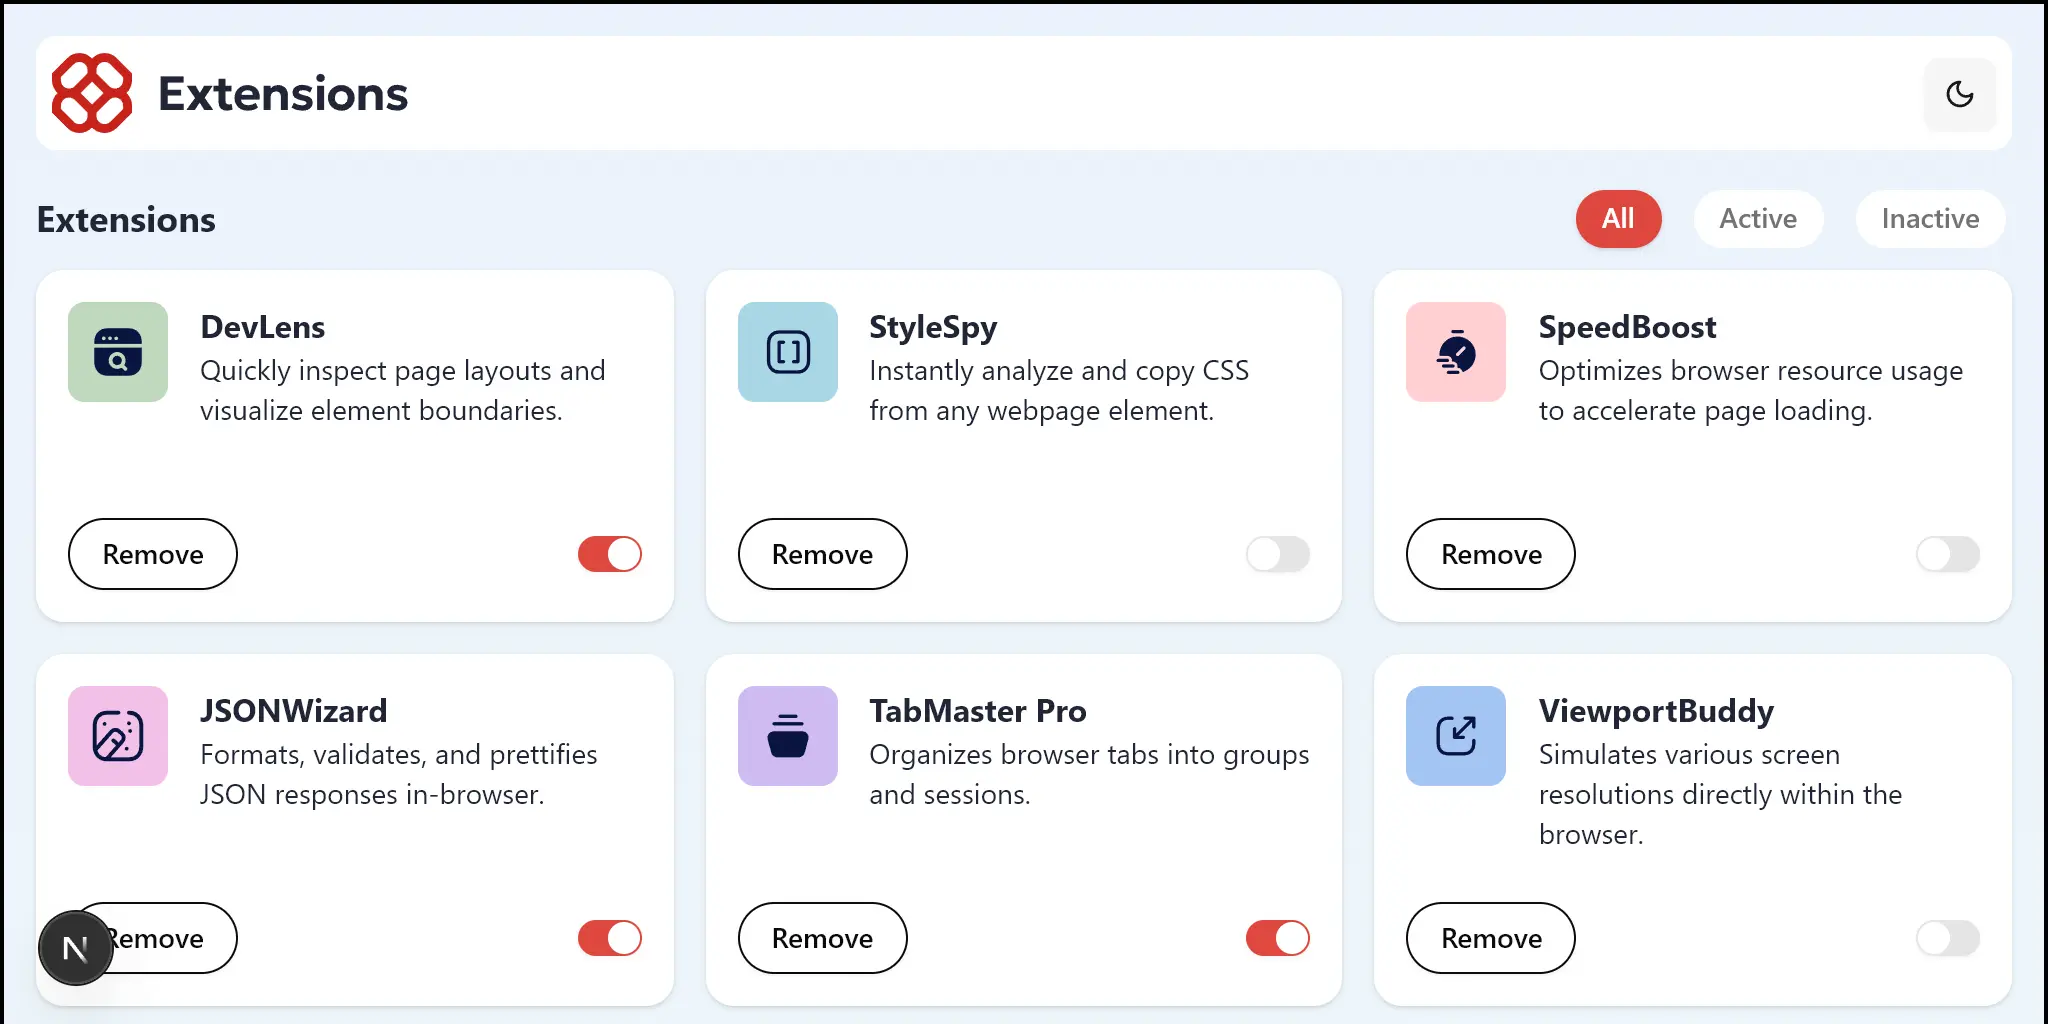 Extensions
Extensions
All
Active
Inactive
DevLens
Quickly inspect page layouts and
visualize element boundaries.
Remove
StyleSpy
Instantly analyze and copy CSS
from any webpage element.
Remove
SpeedBoost
Optimizes browser resource usage
to accelerate page loading.
Remove
JSONWizard
Formats, validates, and prettifies
JSON responses in-browser.
Remove
N
TabMaster Pro
Organizes browser tabs into groups
and sessions.
Remove
ViewportBuddy
Simulates various screen
resolutions directly within the
browser.
Remove